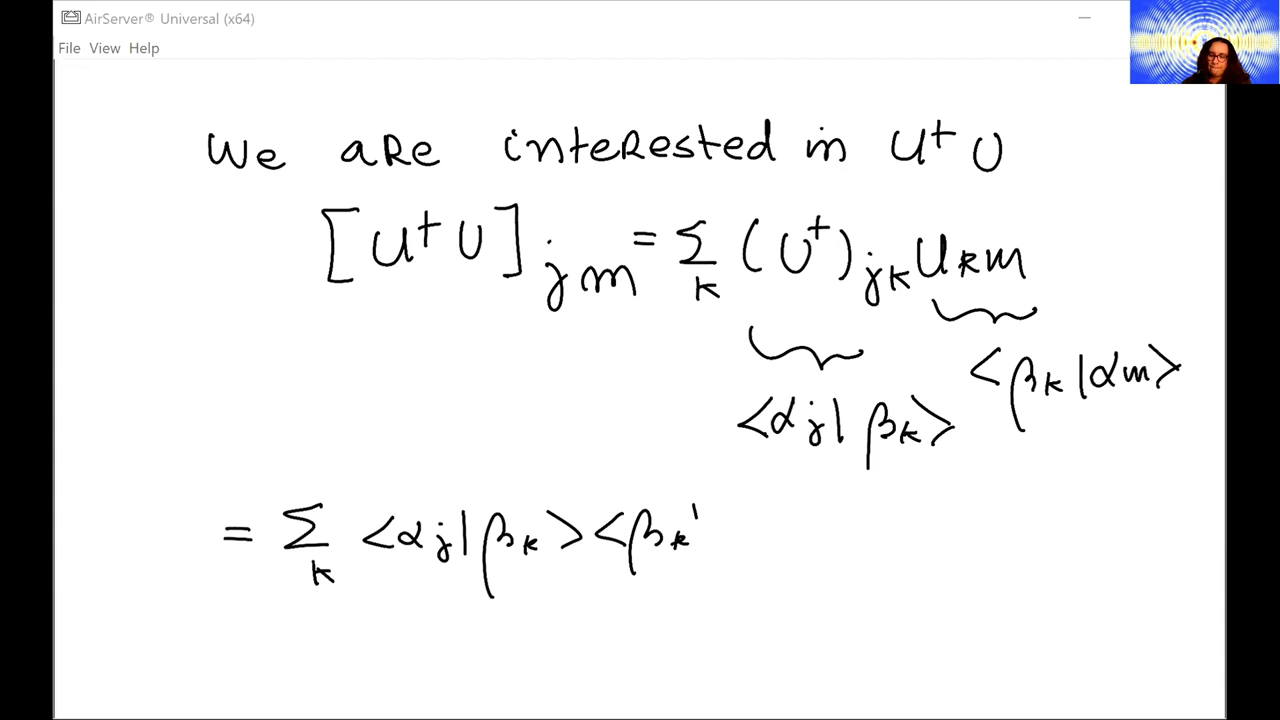 AirServer® Universal (x64)
File View Help
We are interested in U† U
[U† U]jm = Σk (U†)jk Ukm
<βk|αm>
<αj|βk>
= Σk <αj|βk><βk'